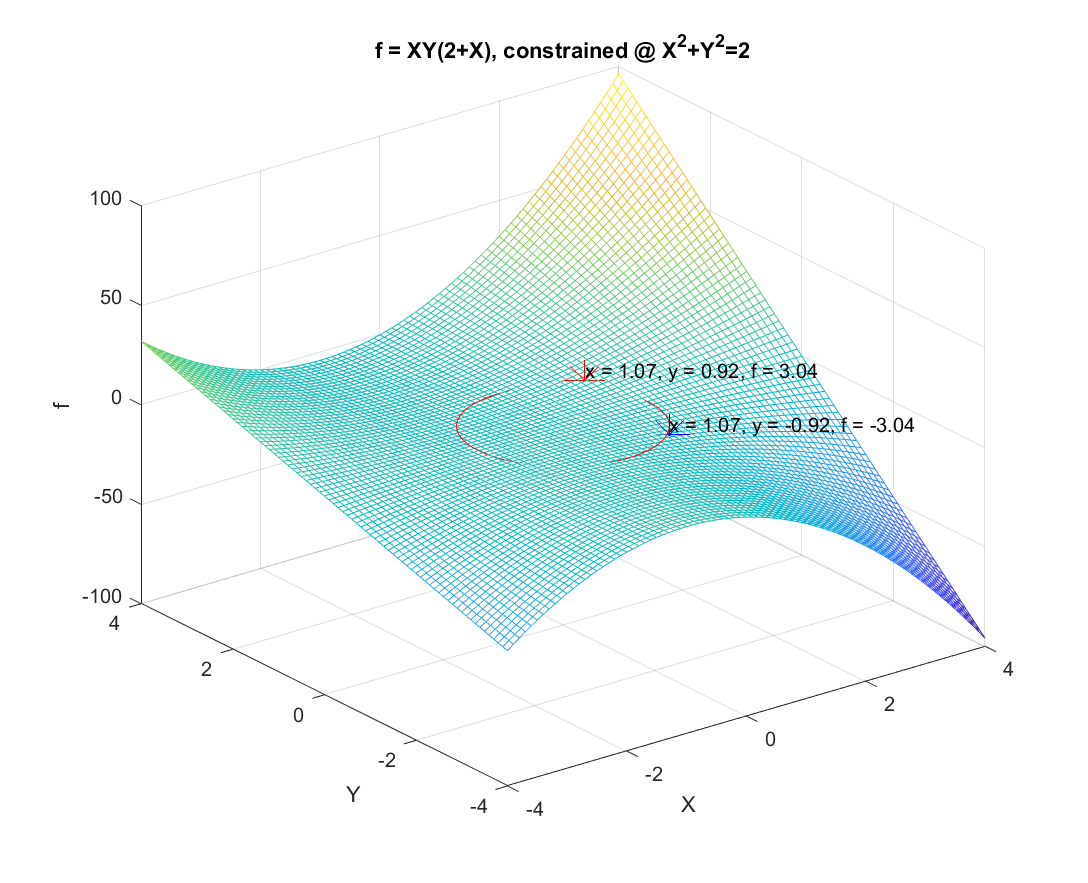 f = XY(2+X), constrained @ X²+Y²=2
100
50
0
-50
-100
f
x = 1.07, y = 0.92, f = 3.04
x = 1.07, y = -0.92, f = -3.04
4
2
0
-2
-4
Y
-4
-2
0
2
4
X